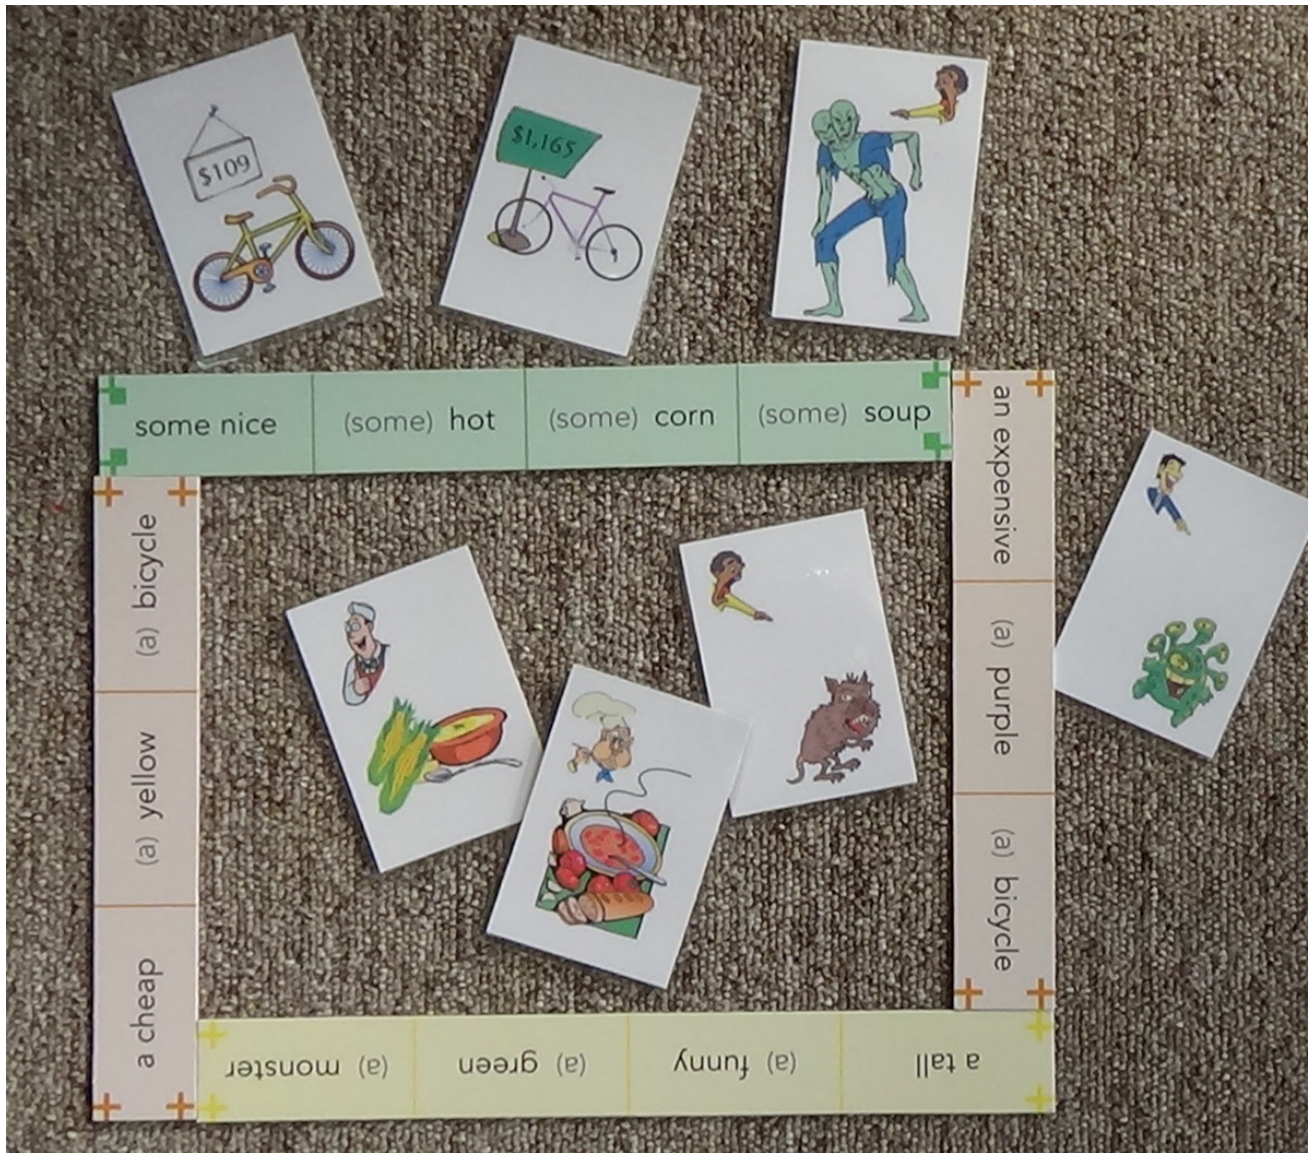 $109
$1,165
some nice (some) hot (some) corn (some) soup
an expensive (a) purple (a) bicycle
a tall (a) funny (a) green (a) monster
a cheap (a) yellow (a) bicycle